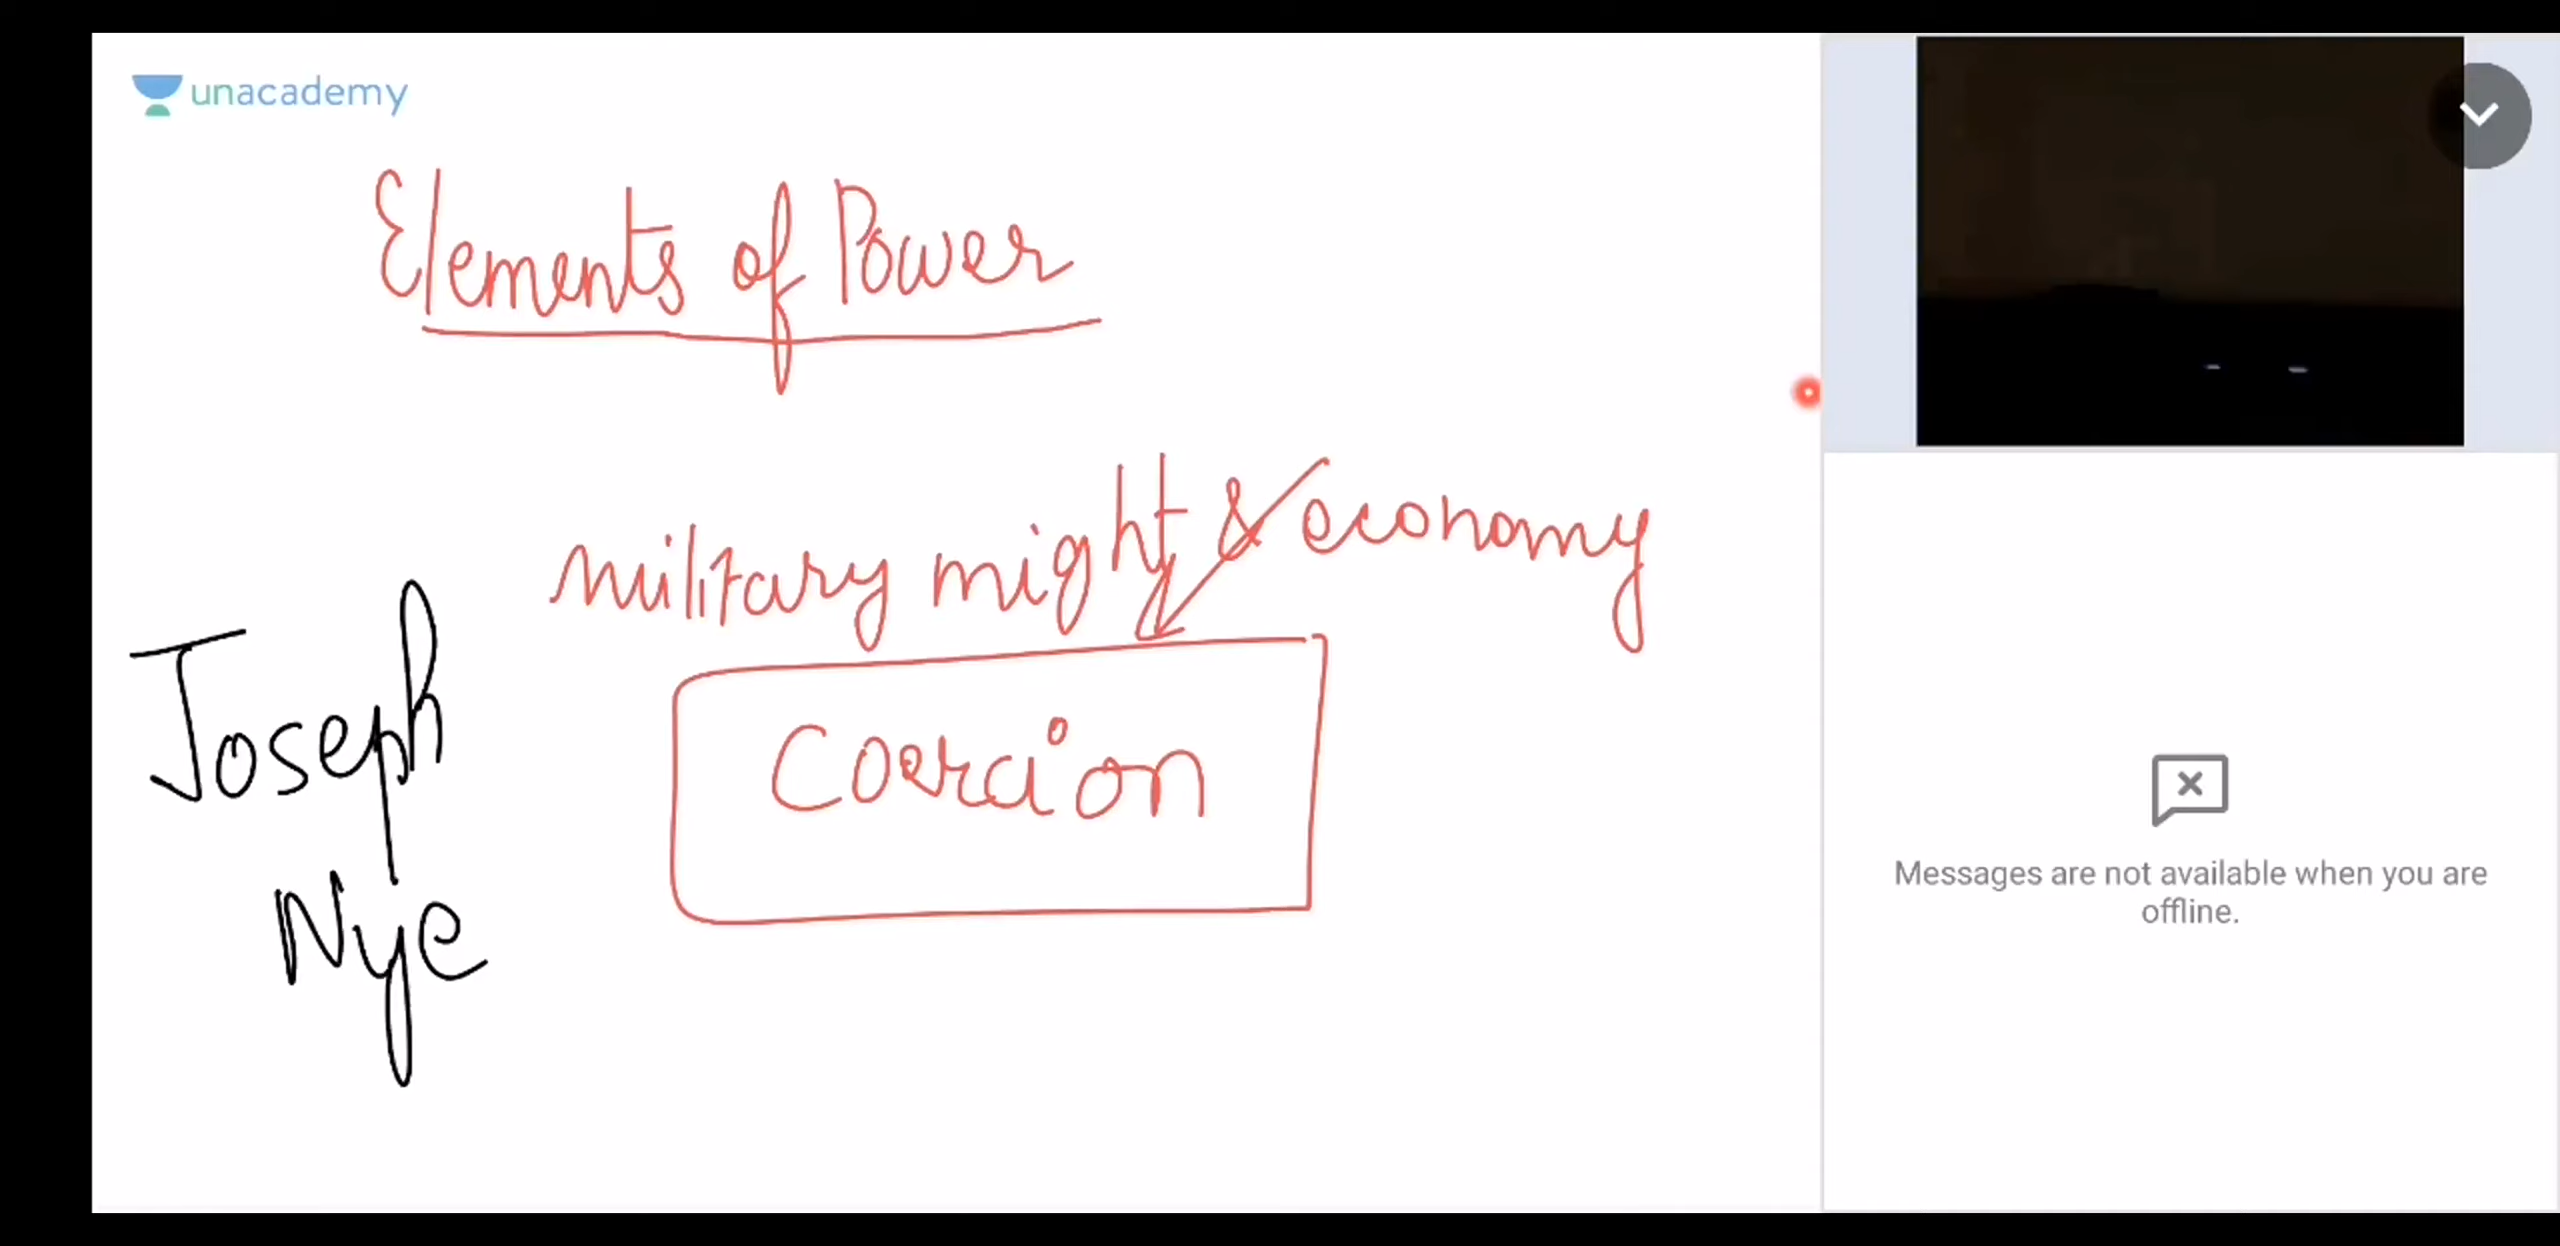 unacademy
Elements of Power
military might & economy
Joseph
Nye
Coercion
Messages are not available when you are
offline.